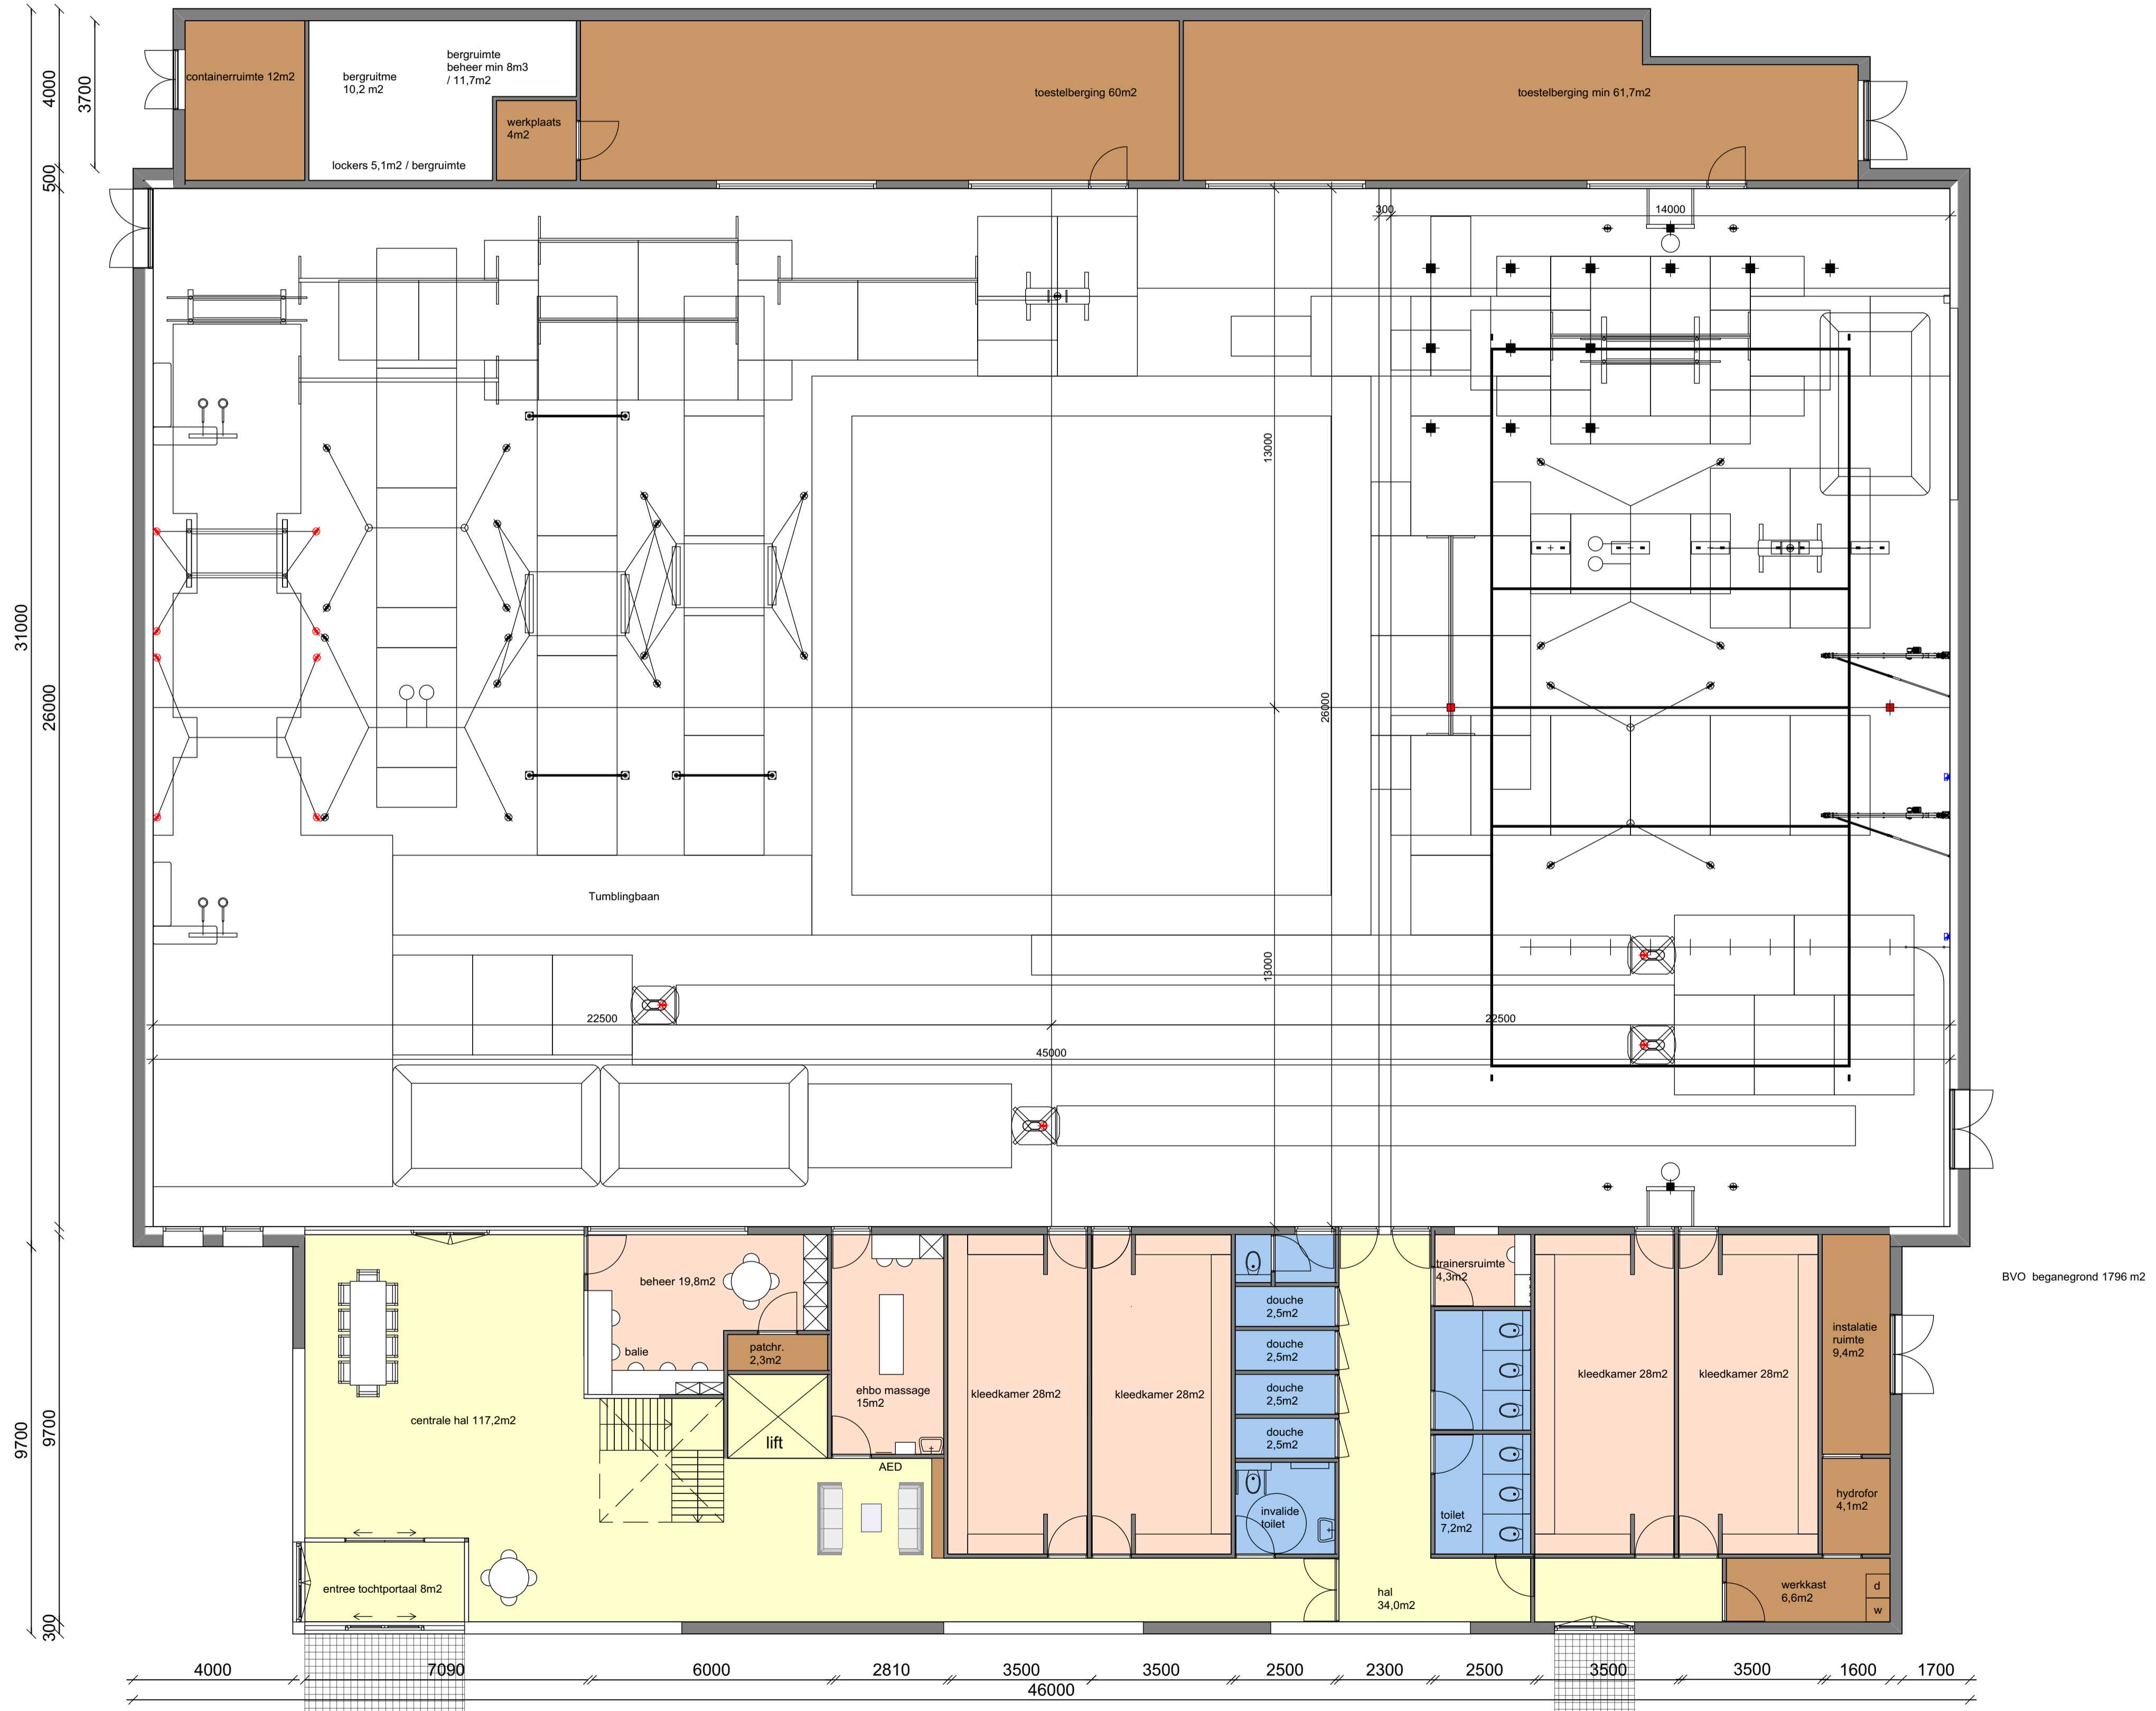 containerruimte 12m2
bergruitme
10,2 m2
bergruimte
beheer min 8m3
/ 11,7m2
werkplaats
4m2
lockers 5,1m2 / bergruimte
toestelberging 60m2
toestelberging min 61,7m2
4000
3700
500
300
14000
13000
31000
26000
26000
Tumblingbaan
13000
22500
22500
45000
beheer 19,8m2
balie
patchr.
2,3m2
lift
centrale hal 117,2m2
ehbo massage
15m2
AED
kleedkamer 28m2
kleedkamer 28m2
douche
2,5m2
douche
2,5m2
douche
2,5m2
douche
2,5m2
invalide
toilet
trainersruimte
4,3m2
toilet
7,2m2
kleedkamer 28m2
kleedkamer 28m2
instalatie
ruimte
9,4m2
hydrofor
4,1m2
BVO beganegrond 1796 m2
9700
9700
entree tochtportaal 8m2
hal
34,0m2
werkkast
6,6m2
d
w
300
4000
7090
6000
2810
3500
3500
2500
2300
2500
3500
3500
1600
1700
46000